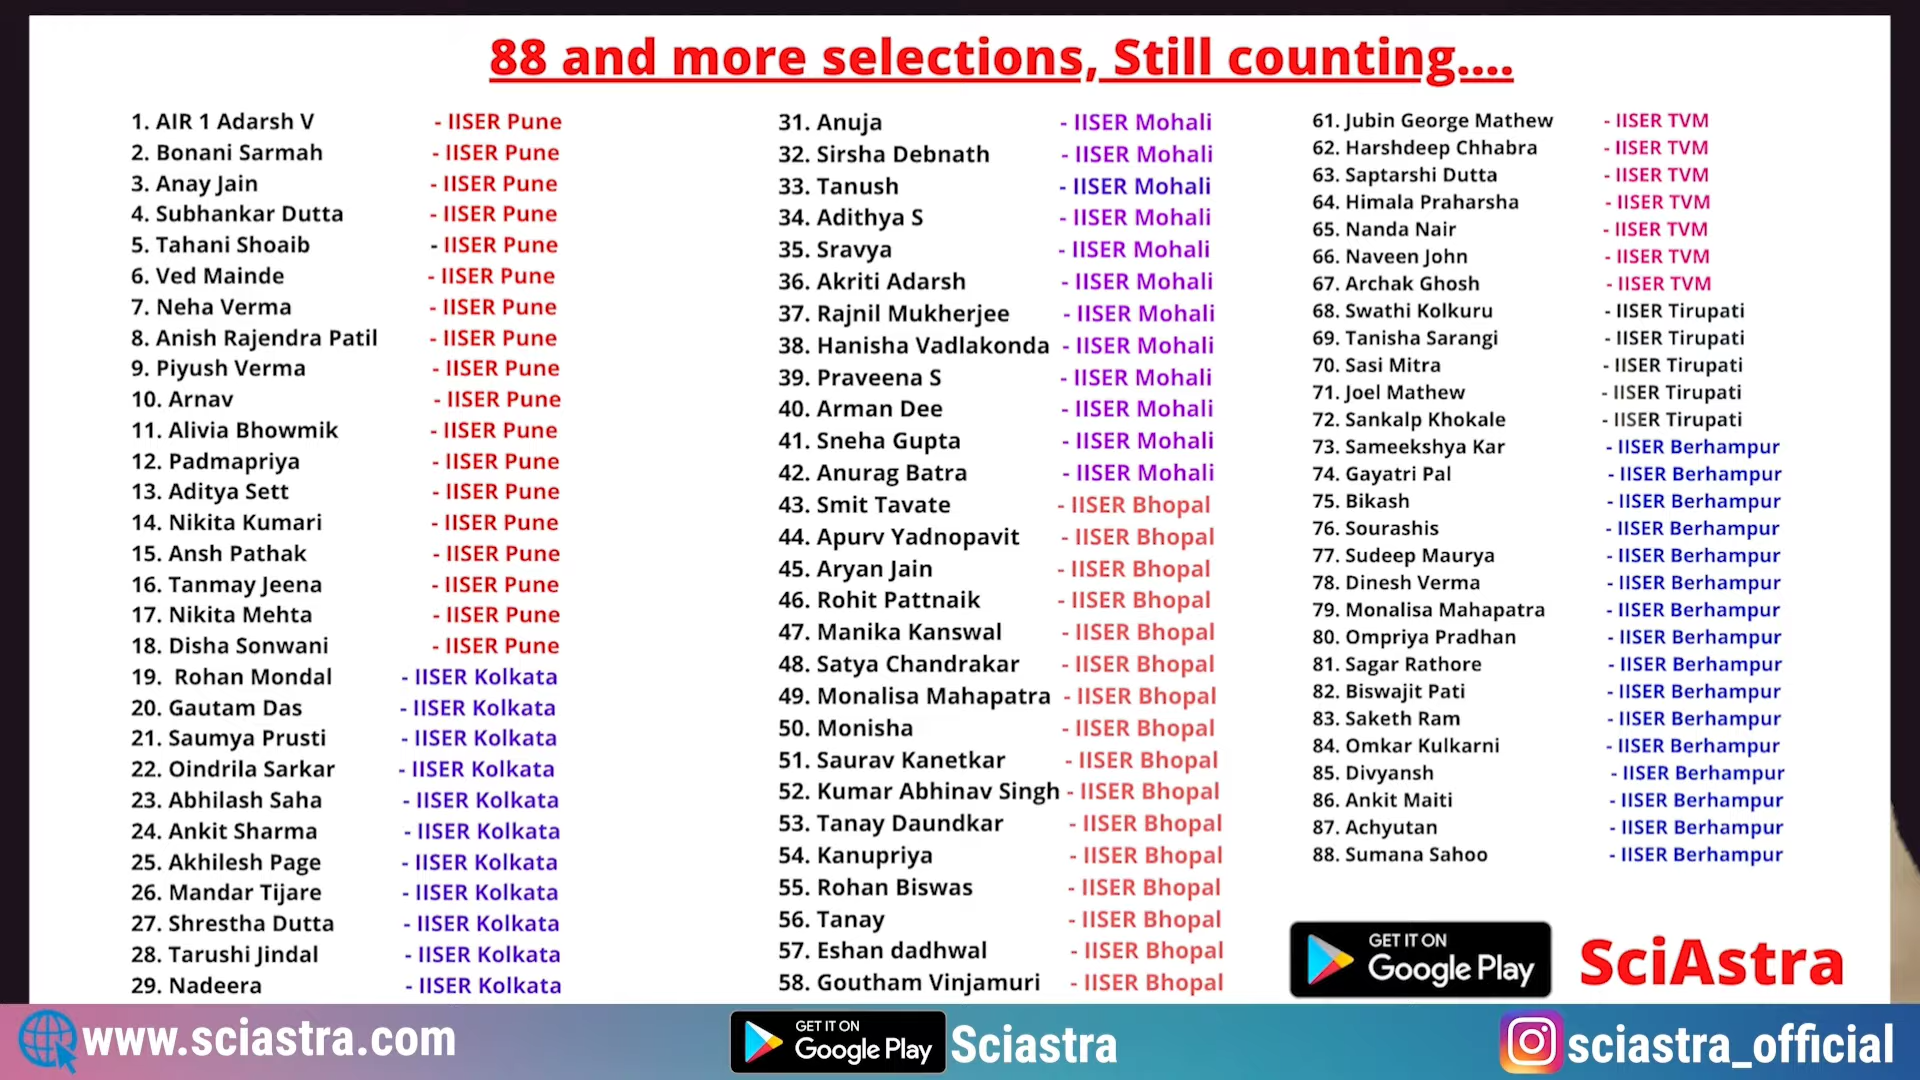 88 and more selections, Still counting....
1. AIR 1 Adarsh V - IISER Pune
2. Bonani Sarmah - IISER Pune
3. Anay Jain - IISER Pune
4. Subhankar Dutta - IISER Pune
5. Tahani Shoaib - IISER Pune
6. Ved Mainde - IISER Pune
7. Neha Verma - IISER Pune
8. Anish Rajendra Patil - IISER Pune
9. Piyush Verma - IISER Pune
10. Arnav - IISER Pune
11. Alivia Bhowmik - IISER Pune
12. Padmapriya - IISER Pune
13. Aditya Sett - IISER Pune
14. Nikita Kumari - IISER Pune
15. Ansh Pathak - IISER Pune
16. Tanmay Jeena - IISER Pune
17. Nikita Mehta - IISER Pune
18. Disha Sonwani - IISER Pune
19. Rohan Mondal - IISER Kolkata
20. Gautam Das - IISER Kolkata
21. Saumya Prusti - IISER Kolkata
22. Oindrila Sarkar - IISER Kolkata
23. Abhilash Saha - IISER Kolkata
24. Ankit Sharma - IISER Kolkata
25. Akhilesh Page - IISER Kolkata
26. Mandar Tijare - IISER Kolkata
27. Shrestha Dutta - IISER Kolkata
28. Tarushi Jindal - IISER Kolkata
29. Nadeera - IISER Kolkata
31. Anuja - IISER Mohali
32. Sirsha Debnath - IISER Mohali
33. Tanush - IISER Mohali
34. Adithya S - IISER Mohali
35. Sravya - IISER Mohali
36. Akriti Adarsh - IISER Mohali
37. Rajnil Mukherjee - IISER Mohali
38. Hanisha Vadlakonda - IISER Mohali
39. Praveena S - IISER Mohali
40. Arman Dee - IISER Mohali
41. Sneha Gupta - IISER Mohali
42. Anurag Batra - IISER Mohali
43. Smit Tavate - IISER Bhopal
44. Apurv Yadnopavit - IISER Bhopal
45. Aryan Jain - IISER Bhopal
46. Rohit Pattnaik - IISER Bhopal
47. Manika Kanswal - IISER Bhopal
48. Satya Chandrakar - IISER Bhopal
49. Monalisa Mahapatra - IISER Bhopal
50. Monisha - IISER Bhopal
51. Saurav Kanetkar - IISER Bhopal
52. Kumar Abhinav Singh - IISER Bhopal
53. Tanay Daundkar - IISER Bhopal
54. Kanupriya - IISER Bhopal
55. Rohan Biswas - IISER Bhopal
56. Tanay - IISER Bhopal
57. Eshan dadhwal - IISER Bhopal
58. Goutham Vinjamuri - IISER Bhopal
61. Jubin George Mathew - IISER TVM
62. Harshdeep Chhabra - IISER TVM
63. Saptarshi Dutta - IISER TVM
64. Himala Praharsha - IISER TVM
65. Nanda Nair - IISER TVM
66. Naveen John - IISER TVM
67. Archak Ghosh - IISER TVM
68. Swathi Kolkuru - IISER Tirupati
69. Tanisha Sarangi - IISER Tirupati
70. Sasi Mitra - IISER Tirupati
71. Joel Mathew - IISER Tirupati
72. Sankalp Khokale - IISER Tirupati
73. Sameekshya Kar - IISER Berhampur
74. Gayatri Pal - IISER Berhampur
75. Bikash - IISER Berhampur
76. Sourashis - IISER Berhampur
77. Sudeep Maurya - IISER Berhampur
78. Dinesh Verma - IISER Berhampur
79. Monalisa Mahapatra - IISER Berhampur
80. Ompriya Pradhan - IISER Berhampur
81. Sagar Rathore - IISER Berhampur
82. Biswajit Pati - IISER Berhampur
83. Saketh Ram - IISER Berhampur
84. Omkar Kulkarni - IISER Berhampur
85. Divyansh - IISER Berhampur
86. Ankit Maiti - IISER Berhampur
87. Achyutan - IISER Berhampur
88. Sumana Sahoo - IISER Berhampur
GET IT ON
Google Play
SciAstra
www.sciastra.com
GET IT ON
Google Play
Sciastra
sciastra_official